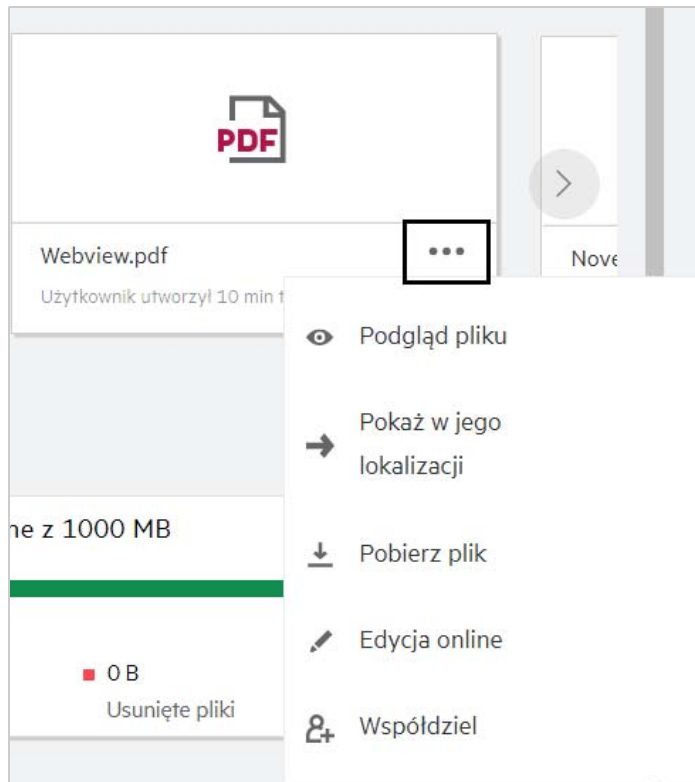 PDF
Webview.pdf
Użytkownik utworzył 10 min t
Nove
Podgląd pliku
Pokaż w jego
lokalizacji
ne z 1000 MB
Pobierz plik
Edycja online
0 B
Usunięte pliki
Współdziel